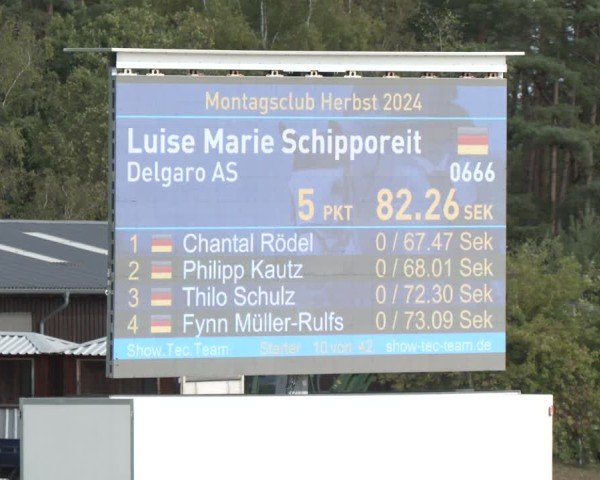 Montagsclub Herbst 2024
Luise Marie Schipporeit
Delgaro AS 0666
5 PKT 82.26 SEK
1 Chantal Rödel 0 / 67.47 Sek
2 Philipp Kautz 0 / 68.01 Sek
3 Thilo Schulz 0 / 72.30 Sek
4 Fynn Müller-Rulfs 0 / 73.09 Sek
Show.Tec.Team Starter 10 von 42 show-tec-team.de